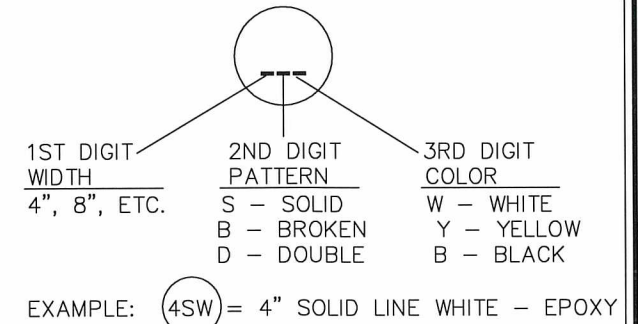 1ST DIGIT 2ND DIGIT 3RD DIGIT
WIDTH PATTERN COLOR
4", 8", ETC. S – SOLID W – WHITE
B – BROKEN Y – YELLOW
D – DOUBLE B – BLACK
EXAMPLE: 4SW = 4" SOLID LINE WHITE – EPOXY